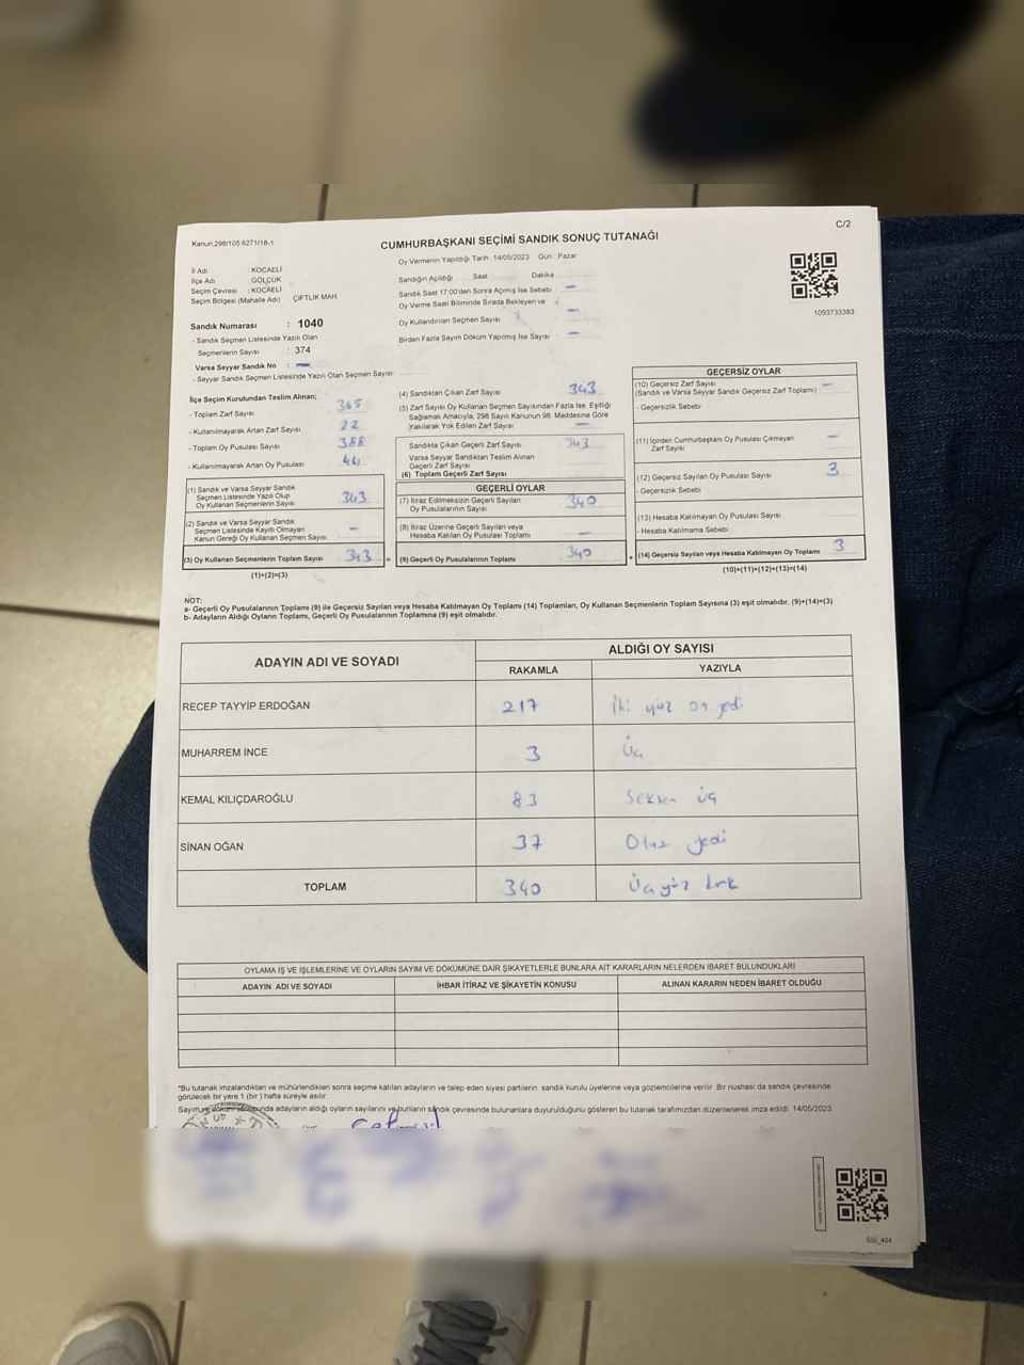 C/2
Kanun,298/105 6271/18-1
CUMHURBAŞKANI SEÇİMİ SANDIK SONUÇ TUTANAĞI
İl Adı : KOCAELİ
İlçe Adı : GÖLCÜK
Seçim Çevresi : KOCAELİ
Seçim Bölgesi (Mahalle Adı) ÇİFTLİK MAH.
Sandık Numarası : 1040
- Sandık Seçmen Listesinde Yazılı Olan
Seçmenlerin Sayısı : 374
Varsa Seyyar Sandık No : -
- Seyyar Sandık Seçmen Listesinde Yazılı Olan Seçmen Sayısı
Oy Vermenin Yapıldığı Tarih :14/05/2023 Gün : Pazar
Sandığın Açıldığı Saat Dakika
Sandık Saat 17:00'den Sonra Açılmış İse Sebebi -
Oy Verme Saati Bitiminde Sırada Bekleyen ve
Oy Kullandırılan Seçmen Sayısı -
Birden Fazla Sayım Döküm Yapılmış İse Sayısı -
1093733383
İlçe Seçim Kurulundan Teslim Alınan;
- Toplam Zarf Sayısı 365
- Kullanılmayarak Artan Zarf Sayısı 22
- Toplam Oy Pusulası Sayısı 388
- Kullanılmayarak Artan Oy Pusulası
(1) Sandık ve Varsa Seyyar Sandık
Seçmen Listesinde Yazılı Olup
Oy Kullanan Seçmenlerin Sayısı 343
(2) Sandık ve Varsa Seyyar Sandık
Seçmen Listesinde Kayıtlı Olmayan
Kanun Gereği Oy Kullanan Seçmen Sayısı -
(3) Oy Kullanan Seçmenlerin Toplam Sayısı 343 =
(1)+(2)=(3)
(4) Sandıktan Çıkan Zarf Sayısı 343
(5) Zarf Sayısı Oy Kullanan Seçmen Sayısından Fazla İse, Eşitliği
Sağlamak Amacıyla, 298 Sayılı Kanunun 98. Maddesine Göre
Yakılarak Yok Edilen Zarf Sayısı -
Sandıkta Çıkan Geçerli Zarf Sayısı 343
Varsa Seyyar Sandıktan Teslim Alınan
Geçerli Zarf Sayısı
(6) Toplam Geçerli Zarf Sayısı
GEÇERLİ OYLAR
(7) İtiraz Edilmeksizin Geçerli Sayılan
Oy Pusulalarının Sayısı 340
(8) İtiraz Üzerine Geçerli Sayılan veya
Hesaba Katılan Oy Pusulası Toplamı -
(9) Geçerli Oy Pusulalarının Toplamı 340 +
GEÇERSİZ OYLAR
(10) Geçersiz Zarf Sayısı
(Sandık ve Varsa Seyyar Sandık Geçersiz Zarf Toplamı) -
- Geçersizlik Sebebi
(11) İçinden Cumhurbaşkanı Oy Pusulası Çıkmayan
Zarf Sayısı -
(12) Geçersiz Sayılan Oy Pusulası Sayısı 3
- Geçersizlik Sebebi
(13) Hesaba Katılmayan Oy Pusulası Sayısı
- Hesaba Katılmama Sebebi -
(14) Geçersiz Sayılan veya Hesaba Katılmayan Oy Toplamı 3
(10)+(11)+(12)+(13)=(14)
NOT:
a- Geçerli Oy Pusulalarının Toplamı (9) ile Geçersiz Sayılan veya Hesaba Katılmayan Oy Toplamı (14) Toplamları, Oy Kullanan Seçmenlerin Toplam Sayısına (3) eşit olmalıdır. (9)+(14)=(3)
b- Adayların Aldığı Oyların Toplamı, Geçerli Oy Pusulalarının Toplamına (9) eşit olmalıdır.
ADAYIN ADI VE SOYADI ALDIĞI OY SAYISI
RAKAMLA YAZIYLA
RECEP TAYYİP ERDOĞAN 217 İki yüz on yedi
MUHARREM İNCE 3 Üç
KEMAL KILIÇDAROĞLU 83 Seksen üç
SİNAN OĞAN 37 Otuz yedi
TOPLAM 340 Üçyüz kırk
OYLAMA İŞ VE İŞLEMLERİNE VE OYLARIN SAYIM VE DÖKÜMÜNE DAİR ŞİKAYETLERLE BUNLARA AİT KARARLARIN NELERDEN İBARET BULUNDUKLARI
ADAYIN ADI VE SOYADI İHBAR İTİRAZ VE ŞİKAYETİN KONUSU ALINAN KARARIN NEDEN İBARET OLDUĞU
"Bu tutanak imzalandıktan ve mühürlendikten sonra seçime katılan adayların ve talep eden siyasi partilerin sandık kurulu üyelerine veya gözlemcilerine verilir. Bir nüshası da sandık çevresinde
görülecek bir yere 1 (bir) hafta süreyle asılır.
Sayım ve döküm sonunda adayların aldığı oyların sayılarını ve bunların sandık çevresinde bulunanlara duyurulduğunu gösteren bu tutanak tarafımızdan düzenlenerek imza edildi. 14/05/2023